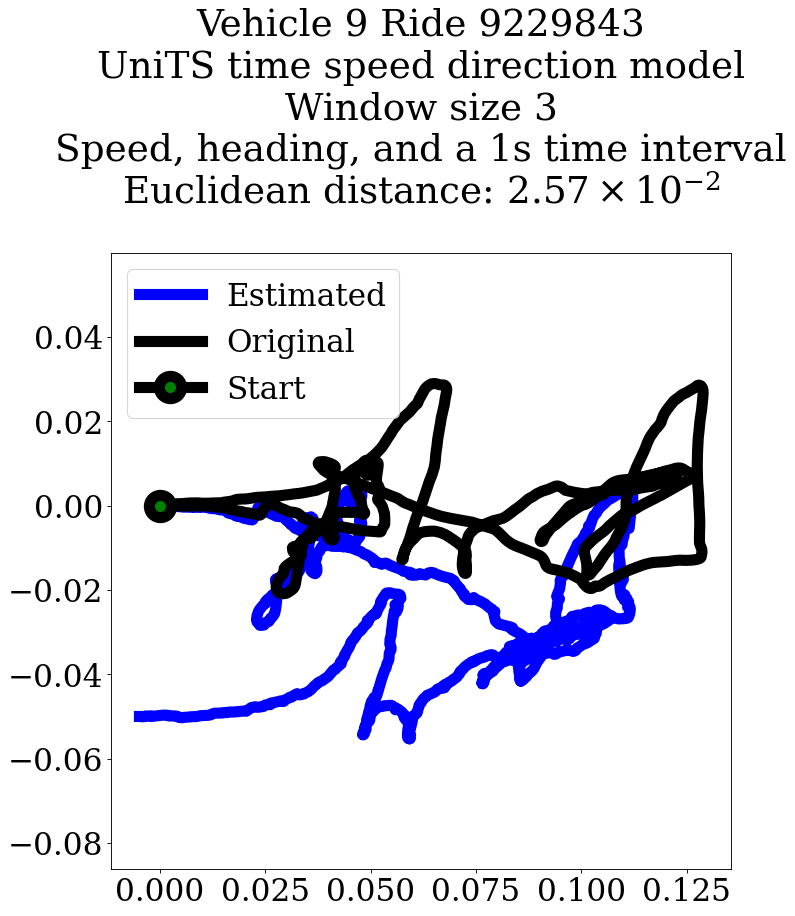 Vehicle 9 Ride 9229843
UniTS time speed direction model
Window size 3
Speed, heading, and a 1s time interval
Euclidean distance: 2.57 × 10⁻²
Estimated
Original
Start
0.04
0.02
0.00
−0.02
−0.04
−0.06
−0.08
0.000 0.025 0.050 0.075 0.100 0.125